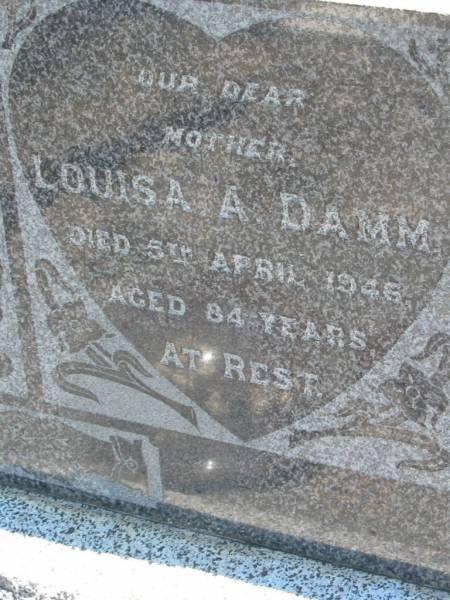 OUR DEAR
MOTHER.
LOUISA A. DAMM.
DIED 5TH APRIL 1946,
AGED 84 YEARS
AT REST.